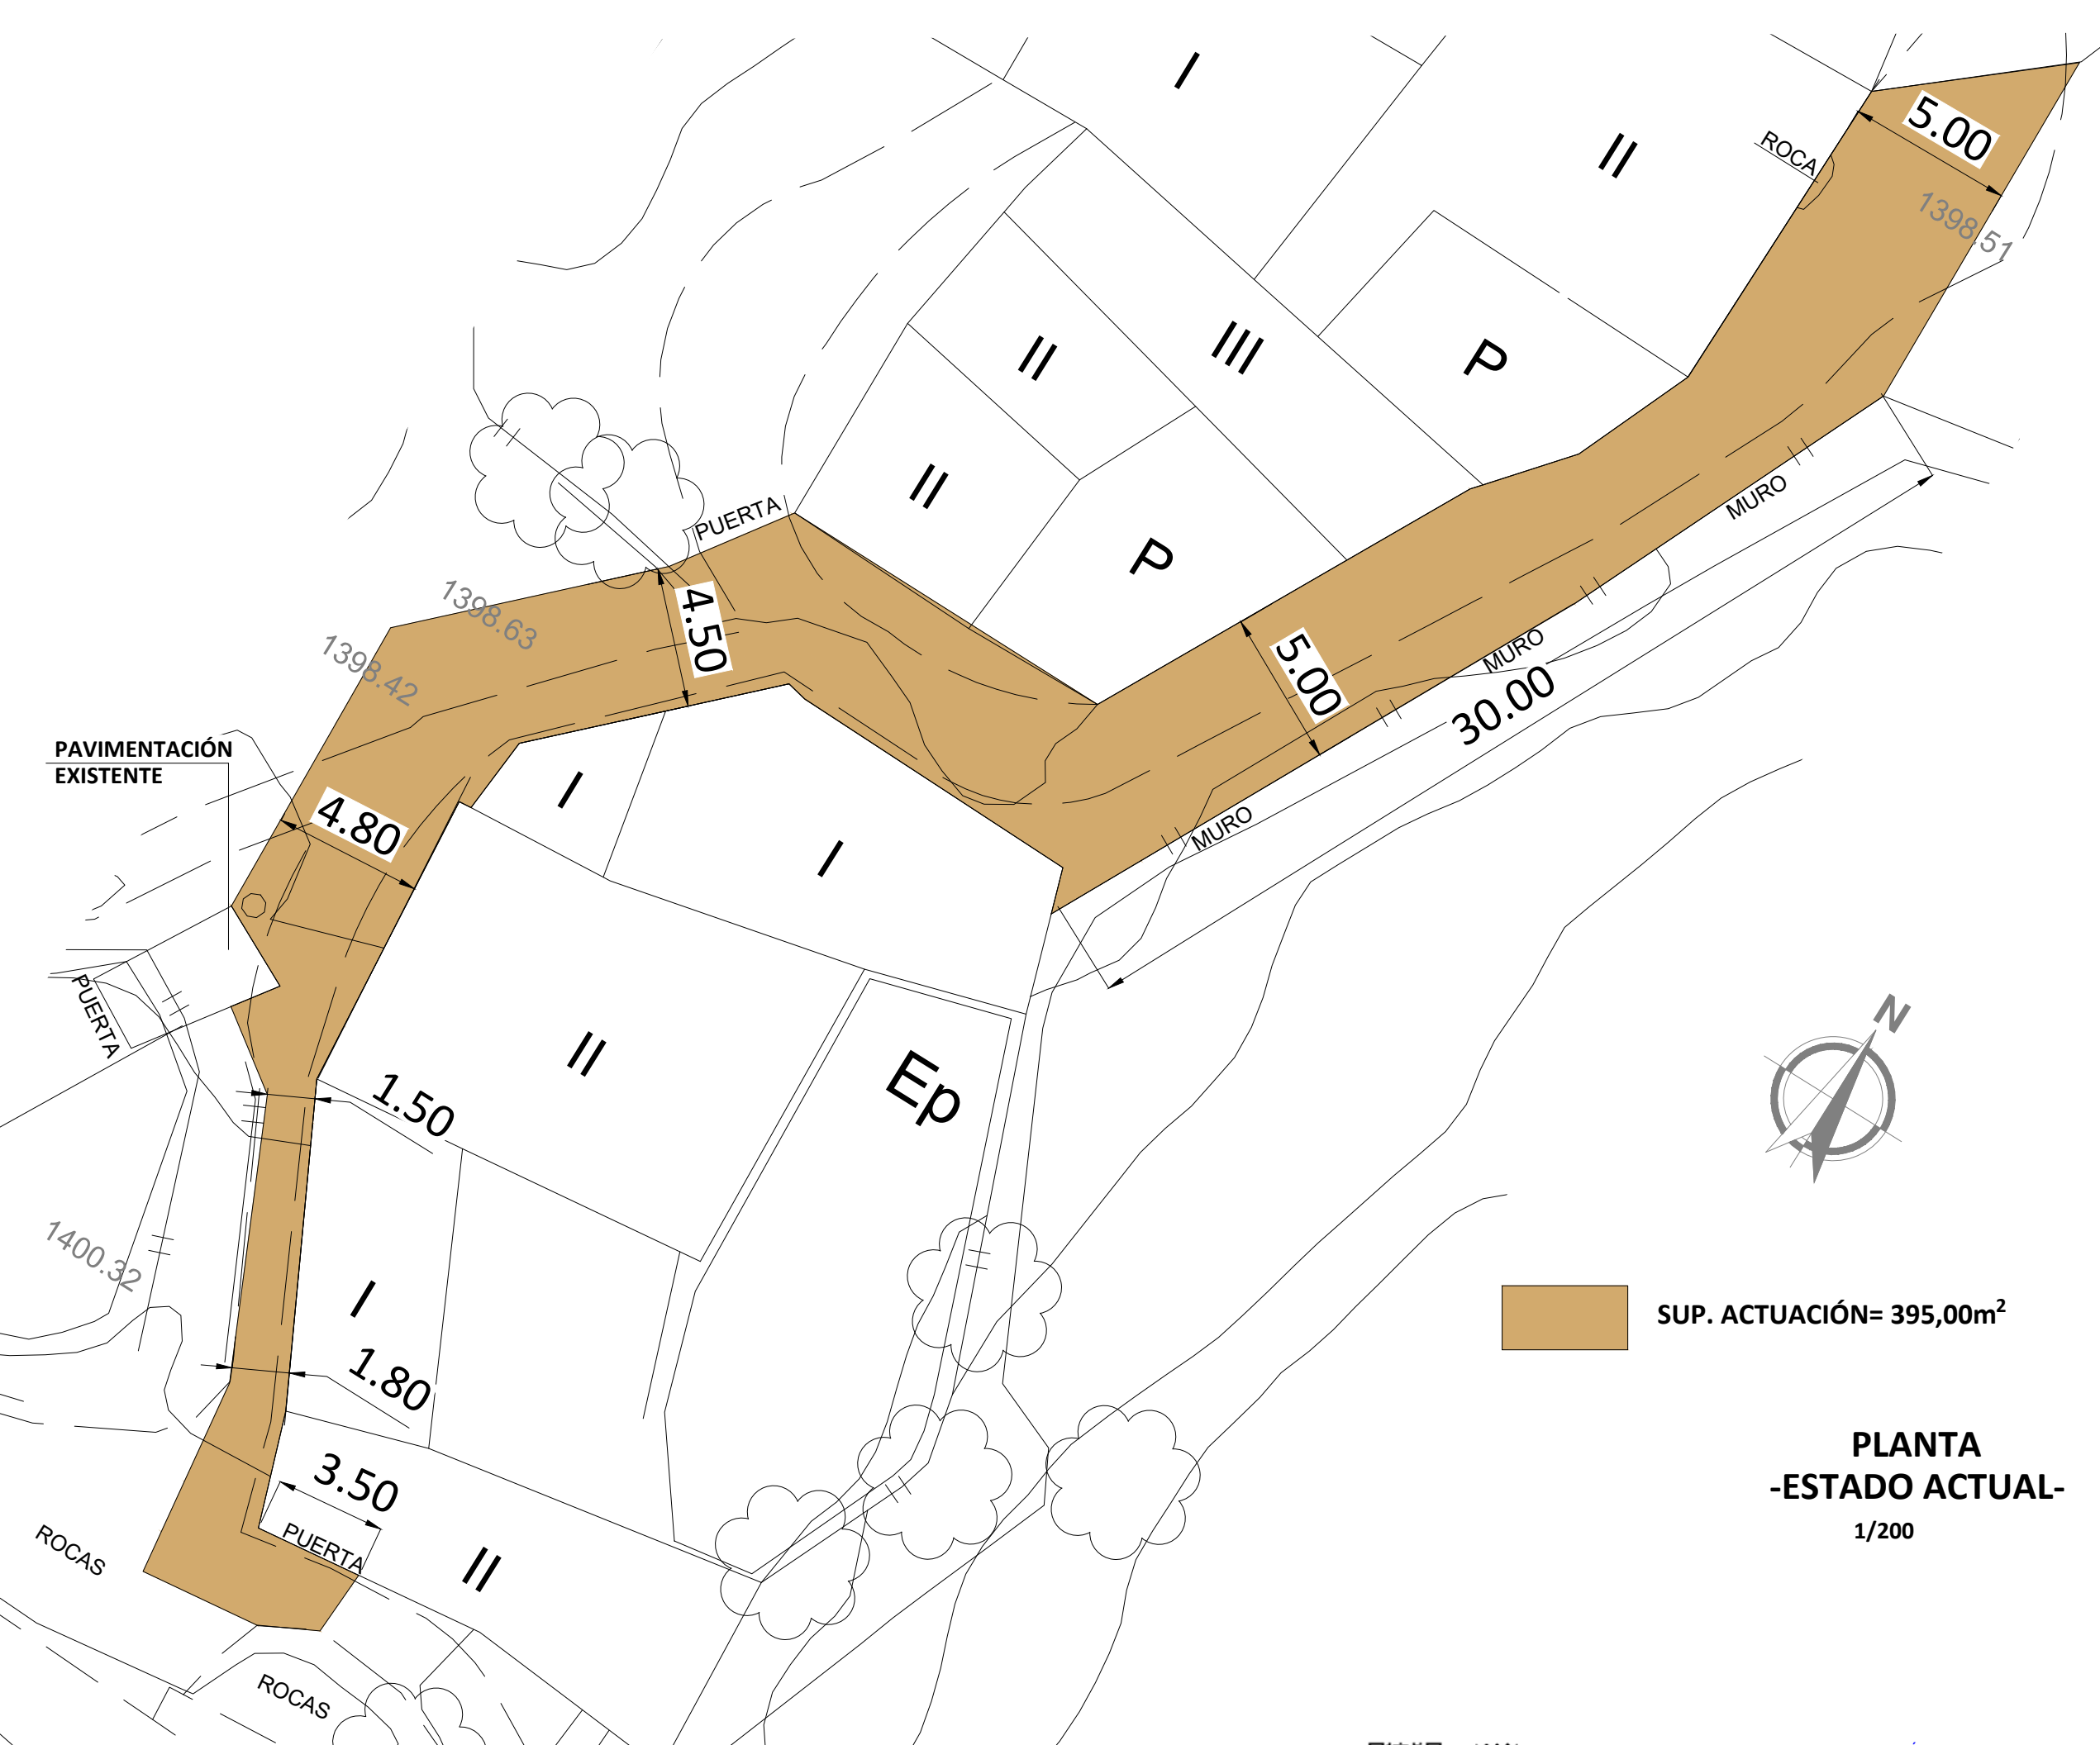 I
II
5.00
ROCA
1398.51
II
III
P
II
PUERTA
P
MURO
1398.63
4.50
1398.42
5.00
MURO
30.00
PAVIMENTACIÓN
EXISTENTE
4.80
I
I
MURO
PUERTA
II
Ep
N
1.50
1400.32
I
1.80
SUP. ACTUACIÓN= 395,00m²
3.50
PUERTA
II
ROCAS
PLANTA
-ESTADO ACTUAL-
1/200
ROCAS